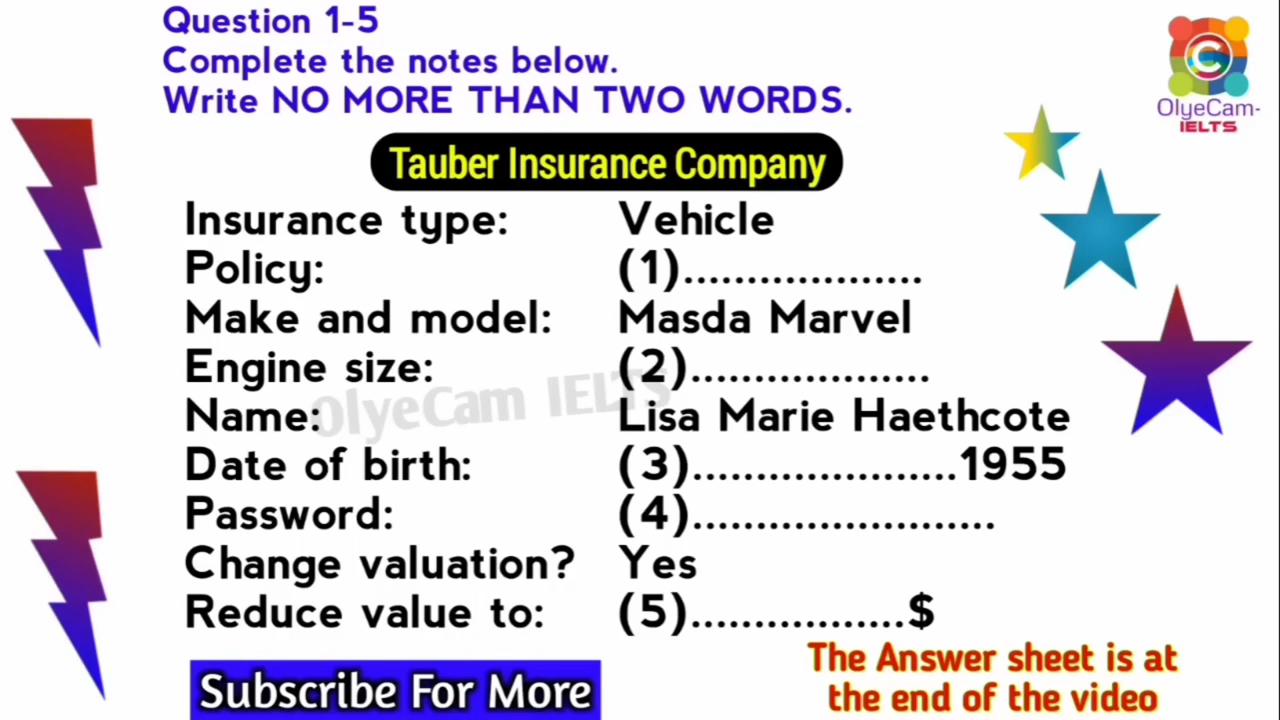 Question 1-5
Complete the notes below.
Write NO MORE THAN TWO WORDS.
C
OlyeCam-
IELTS
Tauber Insurance Company
Insurance type: Vehicle
Policy: (1)...................
Make and model: Masda Marvel
Engine size: (2)...................
OlyeCam IELTS
Name: Lisa Marie Haethcote
Date of birth: (3).....................1955
Password: (4)........................
Change valuation? Yes
Reduce value to: (5).................$
The Answer sheet is at
the end of the video
Subscribe For More